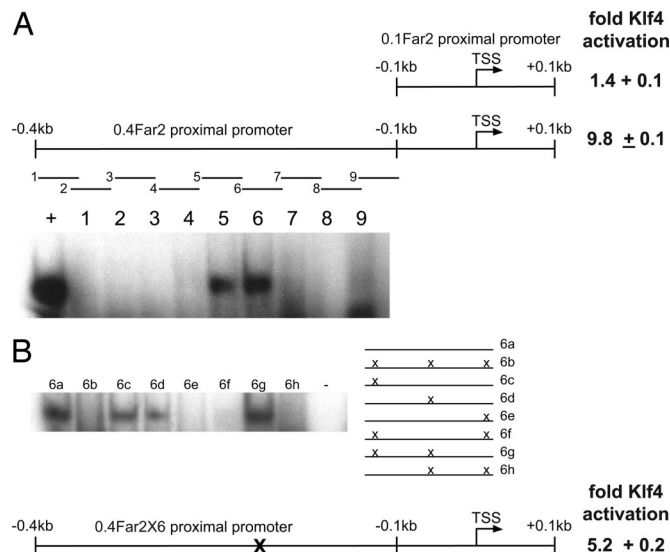 A
fold Klf4
activation
0.1Far2 proximal promoter
-0.1kb TSS +0.1kb
1.4 + 0.1
-0.4kb 0.4Far2 proximal promoter -0.1kb TSS +0.1kb
9.8 ± 0.1
1 3 5 7 9
2 4 6 8
+ 1 2 3 4 5 6 7 8 9
B
6a 6b 6c 6d 6e 6f 6g 6h -
6a
x x x 6b
x 6c
x 6d
x 6e
x x 6f
x x 6g
x x 6h
fold Klf4
activation
-0.4kb 0.4Far2X6 proximal promoter -0.1kb TSS +0.1kb
x
5.2 + 0.2